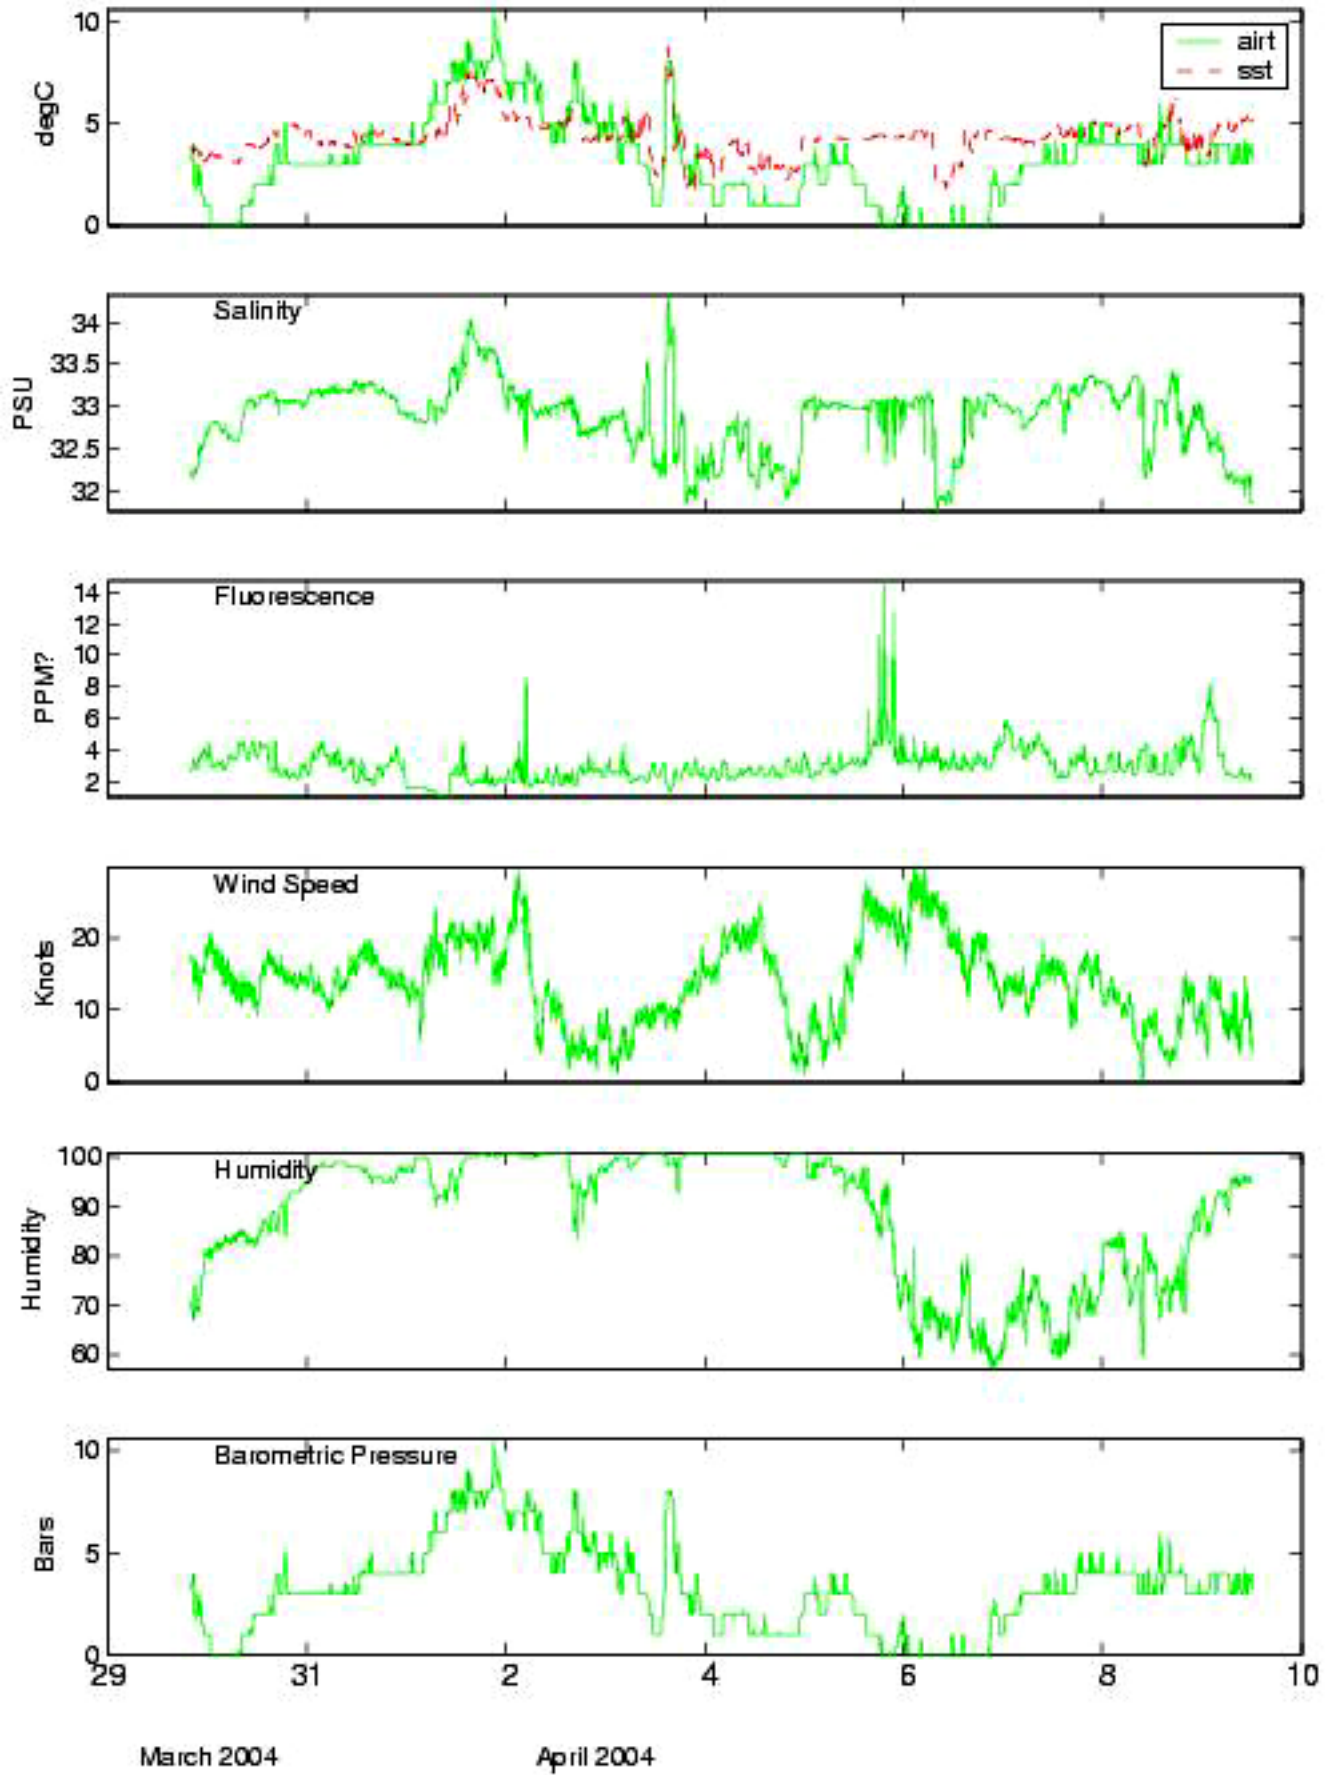 10
5
0
degC
airt
sst
Salinity
34
33.5
33
32.5
32
PSU
Fluorescence
14
12
10
8
6
4
2
PPM?
Wind Speed
20
10
0
Knots
Humidity
100
90
80
70
60
Humidity
Barometric Pressure
10
5
0
Bars
29 31 2 4 6 8 10
March 2004 April 2004